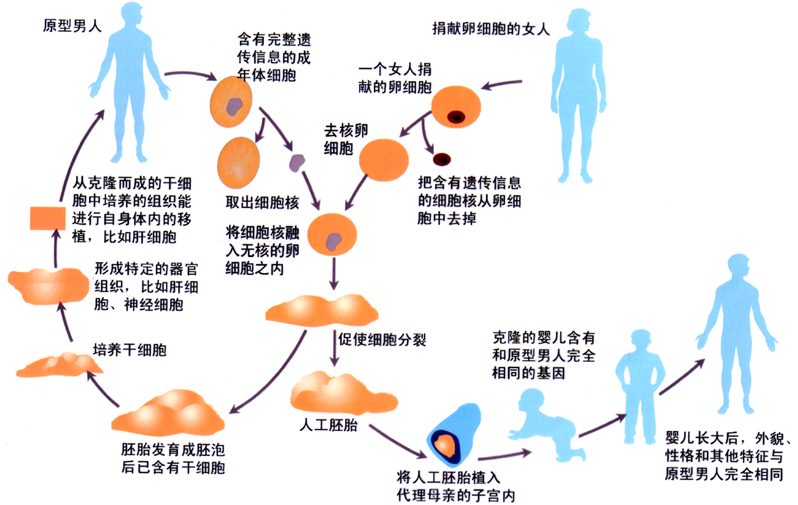 原型男人
含有完整遗
传信息的成
年体细胞
捐献卵细胞的女人
一个女人捐
献的卵细胞
去核卵
细胞
取出细胞核
把含有遗传信息
的细胞核从卵细
胞中去掉
从克隆而成的干细
胞中培养的组织能
进行自身体内的移
植，比如肝细胞
将细胞核融
入无核的卵
细胞之内
形成特定的器官
组织，比如肝细
胞、神经细胞
促使细胞分裂
培养干细胞
克隆的婴儿含有
和原型男人完全
相同的基因
人工胚胎
胚胎发育成胚泡
后已含有干细胞
将人工胚胎植入
代理母亲的子宫内
婴儿长大后，外貌、
性格和其他特征与
原型男人完全相同